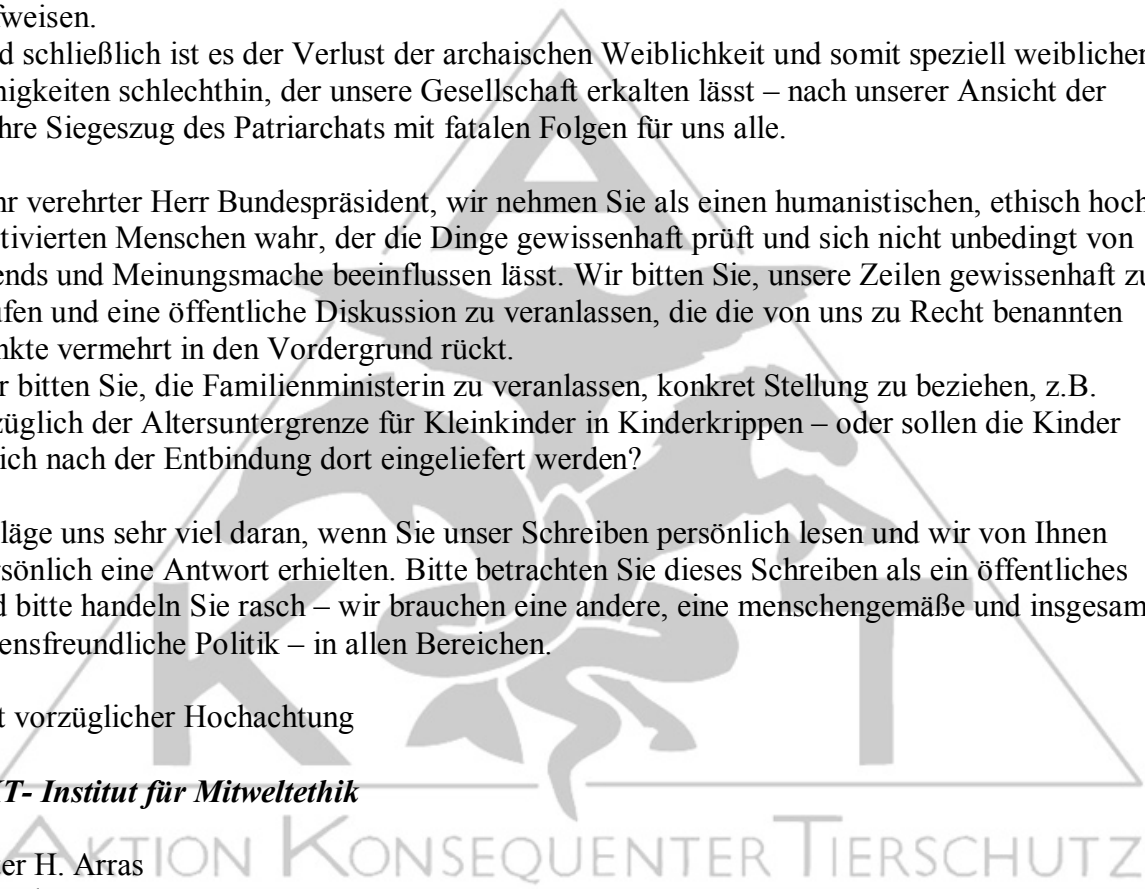 fweisen.
d schließlich ist es der Verlust der archaischen Weiblichkeit und somit speziell weiblicher
nigkeiten schlechthin, der unsere Gesellschaft erkalten lässt – nach unserer Ansicht der
hre Siegeszug des Patriarchats mit fatalen Folgen für uns alle.
hr verehrter Herr Bundespräsident, wir nehmen Sie als einen humanistischen, ethisch hoch
tivierten Menschen wahr, der die Dinge gewissenhaft prüft und sich nicht unbedingt von
ends und Meinungsmache beeinflussen lässt. Wir bitten Sie, unsere Zeilen gewissenhaft zu
üfen und eine öffentliche Diskussion zu veranlassen, die die von uns zu Recht benannten
nkte vermehrt in den Vordergrund rückt.
r bitten Sie, die Familienministerin zu veranlassen, konkret Stellung zu beziehen, z.B.
züglich der Altersuntergrenze für Kleinkinder in Kinderkrippen – oder sollen die Kinder
eich nach der Entbindung dort eingeliefert werden?
läge uns sehr viel daran, wenn Sie unser Schreiben persönlich lesen und wir von Ihnen
rsönlich eine Antwort erhielten. Bitte betrachten Sie dieses Schreiben als ein öffentliches
d bitte handeln Sie rasch – wir brauchen eine andere, eine menschengemäße und insgesam
ensfreundliche Politik – in allen Bereichen.
t vorzüglicher Hochachtung
KT- Institut für Mitweltethik
er H. Arras
A K T
AKTION KONSEQUENTER TIERSCHUTZ